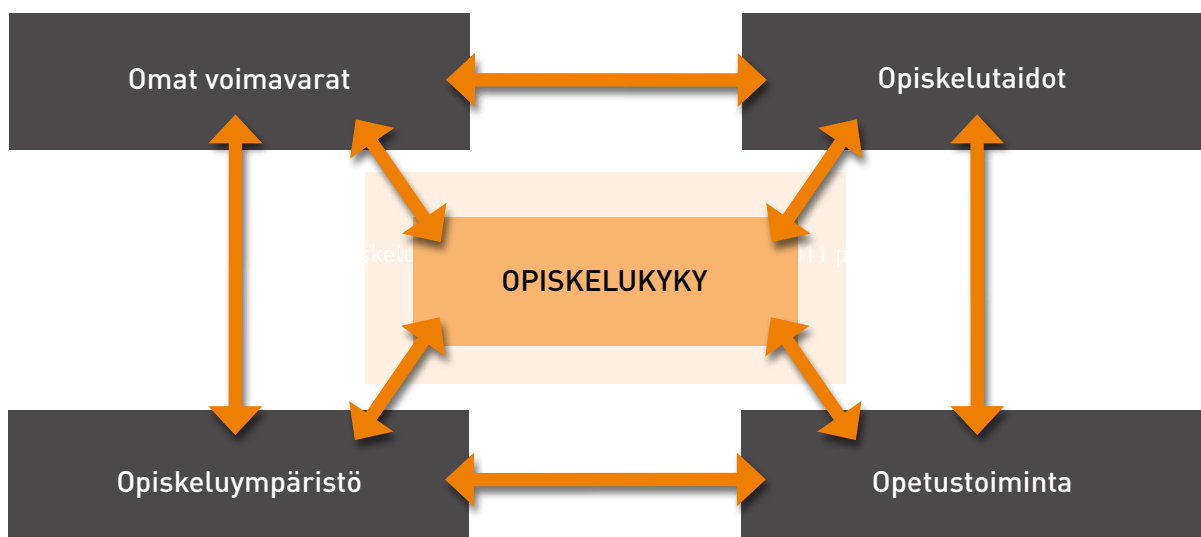 Omat voimavarat
Opiskelutaidot
OPISKELUKYKY
Opiskeluympäristö
Opetustoiminta